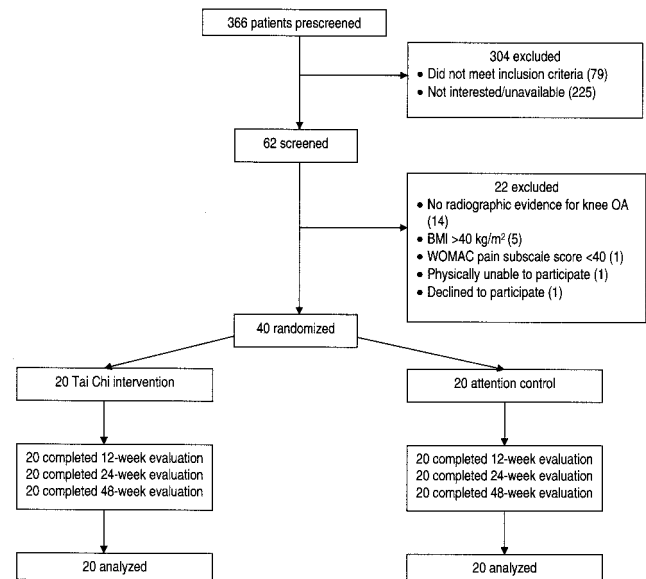 366 patients prescreened
304 excluded
• Did not meet inclusion criteria (79)
• Not interested/unavailable (225)
62 screened
22 excluded
• No radiographic evidence for knee OA
(14)
• BMI >40 kg/m² (5)
• WOMAC pain subscale score <40 (1)
• Physically unable to participate (1)
• Declined to participate (1)
40 randomized
20 Tai Chi intervention
20 attention control
20 completed 12-week evaluation
20 completed 24-week evaluation
20 completed 48-week evaluation
20 completed 12-week evaluation
20 completed 24-week evaluation
20 completed 48-week evaluation
20 analyzed
20 analyzed